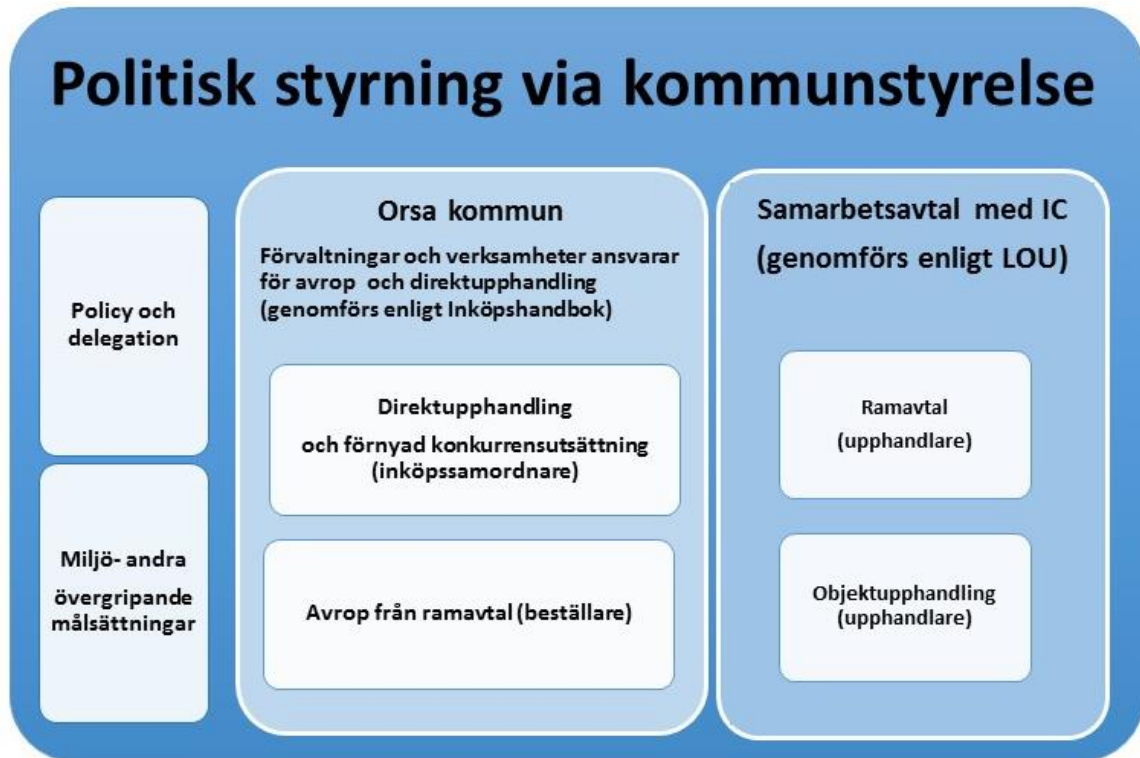 Politisk styrning via kommunstyrelse
Policy och
delegation
Miljö- andra
övergripande
målsättningar
Orsa kommun
Förvaltningar och verksamheter ansvarar
för avrop och direktupphandling
(genomförs enligt Inköpshandbok)
Direktupphandling
och förnyad konkurrensutsättning
(inköpssamordnare)
Avrop från ramavtal (beställare)
Samarbetsavtal med IC
(genomförs enligt LOU)
Ramavtal
(upphandlare)
Objektupphandling
(upphandlare)